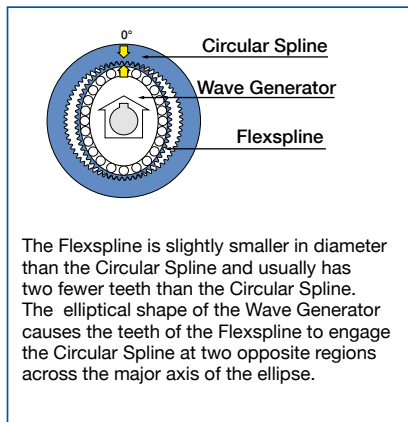 0°
Circular Spline
Wave Generator
Flexspline
The Flexspline is slightly smaller in diameter
than the Circular Spline and usually has
two fewer teeth than the Circular Spline.
The elliptical shape of the Wave Generator
causes the teeth of the Flexspline to engage
the Circular Spline at two opposite regions
across the major axis of the ellipse.